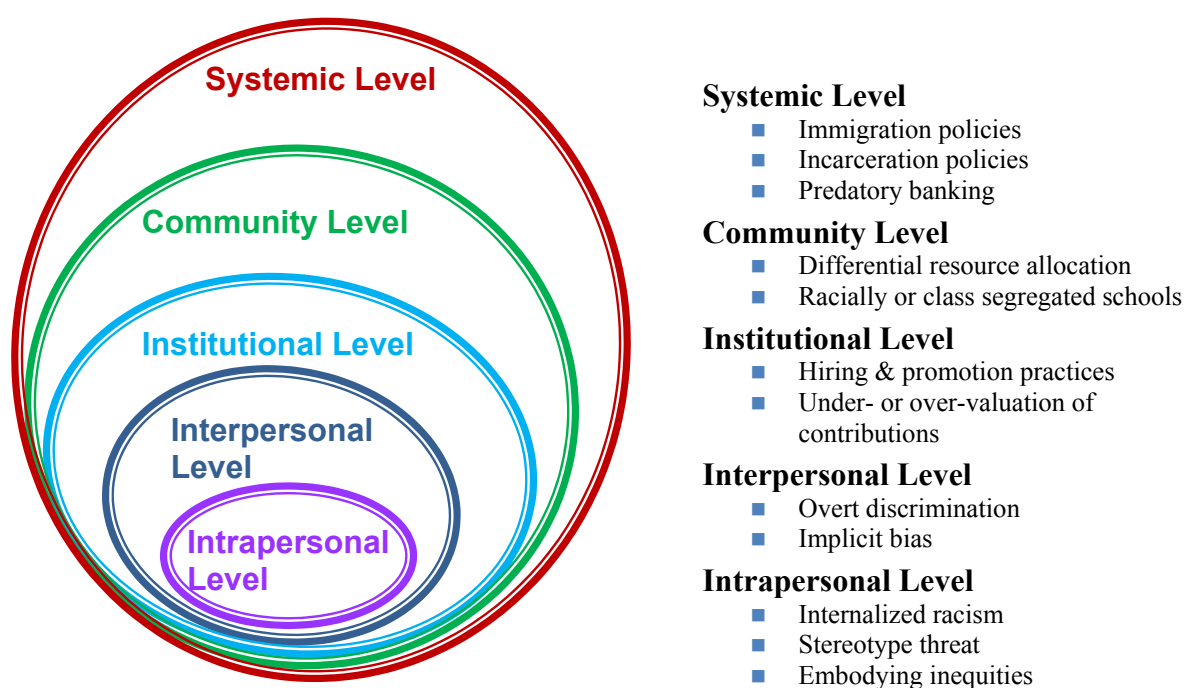 Systemic Level
Community Level
Institutional Level
Interpersonal
Level
Intrapersonal
Level
Systemic Level
Immigration policies
Incarceration policies
Predatory banking
Community Level
Differential resource allocation
Racially or class segregated schools
Institutional Level
Hiring & promotion practices
Under- or over-valuation of
contributions
Interpersonal Level
Overt discrimination
Implicit bias
Intrapersonal Level
Internalized racism
Stereotype threat
Embodying inequities